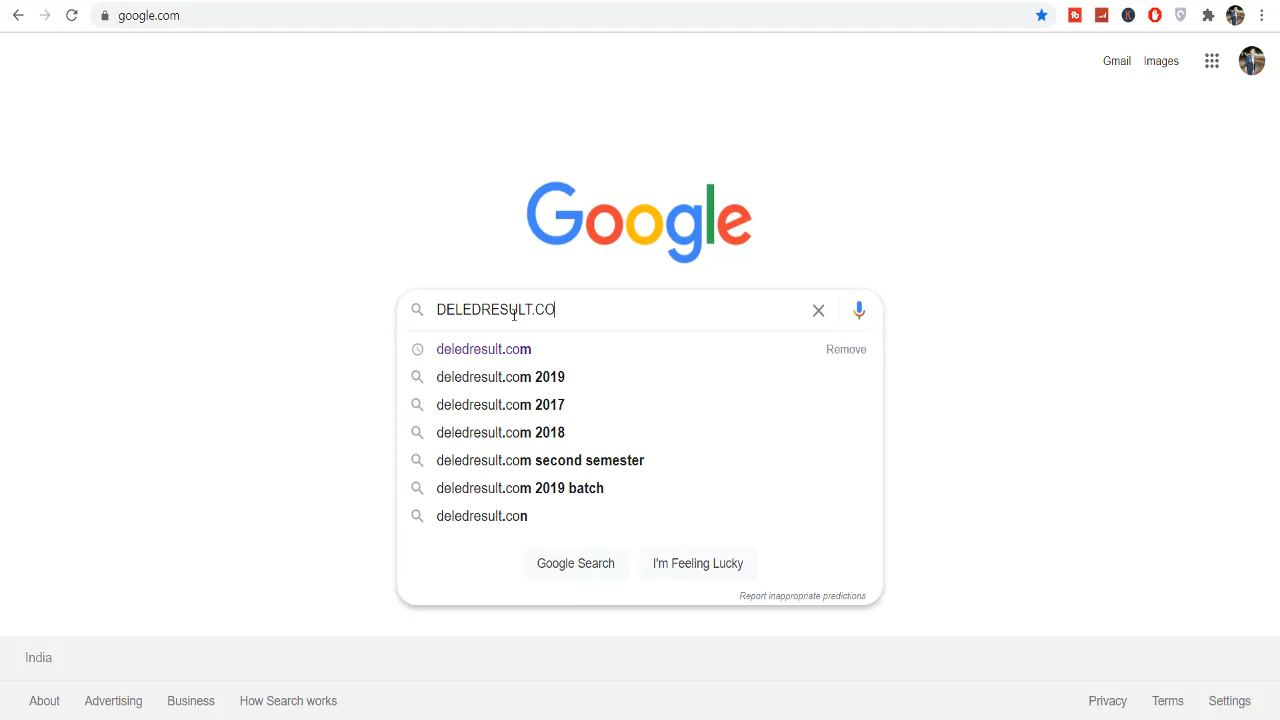 google.com
Gmail Images
Google
DELEDRESULT.CO
deledresult.com Remove
deledresult.com 2019
deledresult.com 2017
deledresult.com 2018
deledresult.com second semester
deledresult.com 2019 batch
deledresult.con
Google Search I'm Feeling Lucky
Report inappropriate predictions
India
About Advertising Business How Search works Privacy Terms Settings